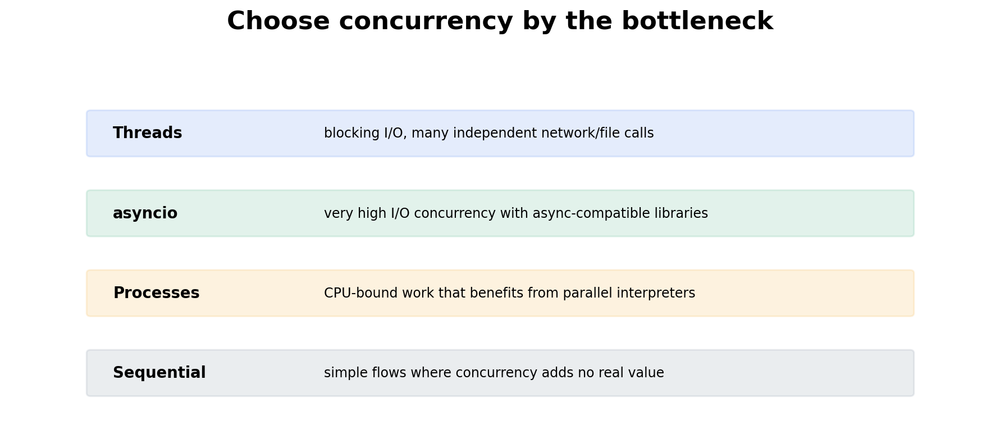 Choose concurrency by the bottleneck
Threads blocking I/O, many independent network/file calls
asyncio very high I/O concurrency with async-compatible libraries
Processes CPU-bound work that benefits from parallel interpreters
Sequential simple flows where concurrency adds no real value